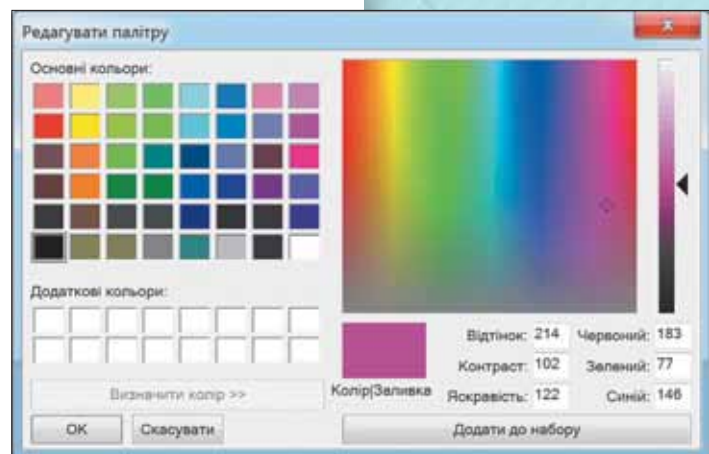 Редагувати палітру
Основні кольори:
Додаткові кольори:
Визначити колір >>
ОК
Скасувати
Колір|Заливка
Відтінок: 214
Контраст: 102
Яскравість: 122
Червоний: 183
Зелений: 77
Синій: 146
Додати до набору